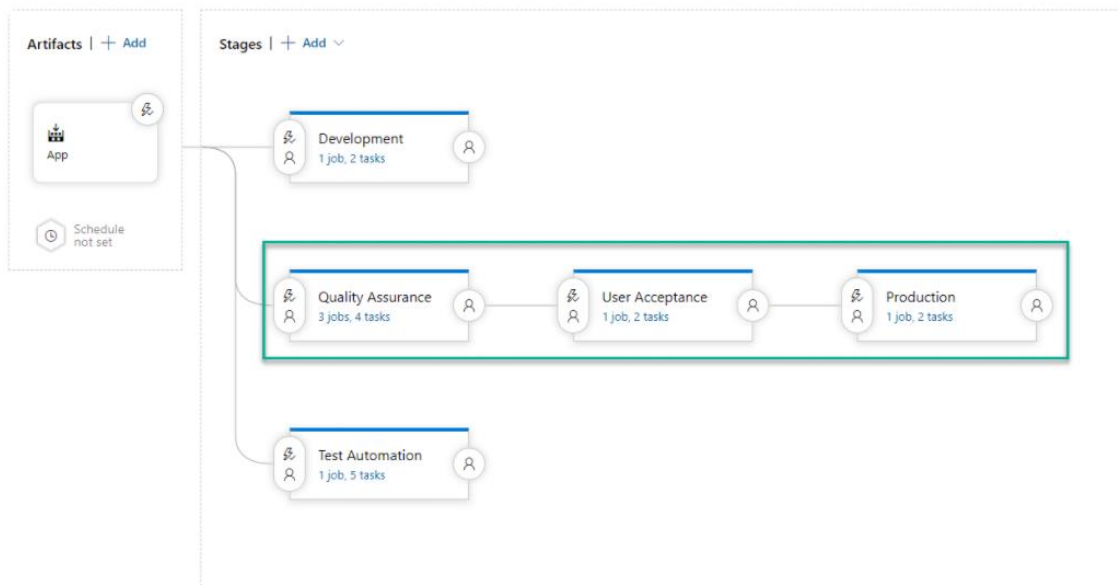 Artifacts | + Add
Stages | + Add
App
Schedule
not set
Development
1 job, 2 tasks
Quality Assurance
3 jobs, 4 tasks
User Acceptance
1 job, 2 tasks
Production
1 job, 2 tasks
Test Automation
1 job, 5 tasks